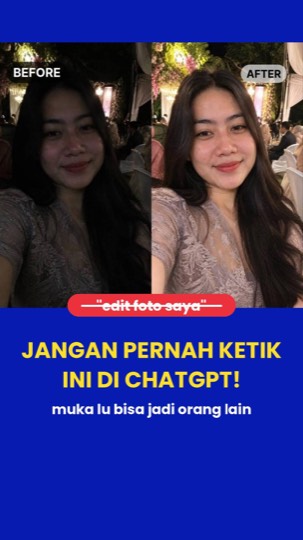 BEFORE
AFTER
"edit foto saya"
JANGAN PERNAH KETIK
INI DI CHATGPT!
muka lu bisa jadi orang lain